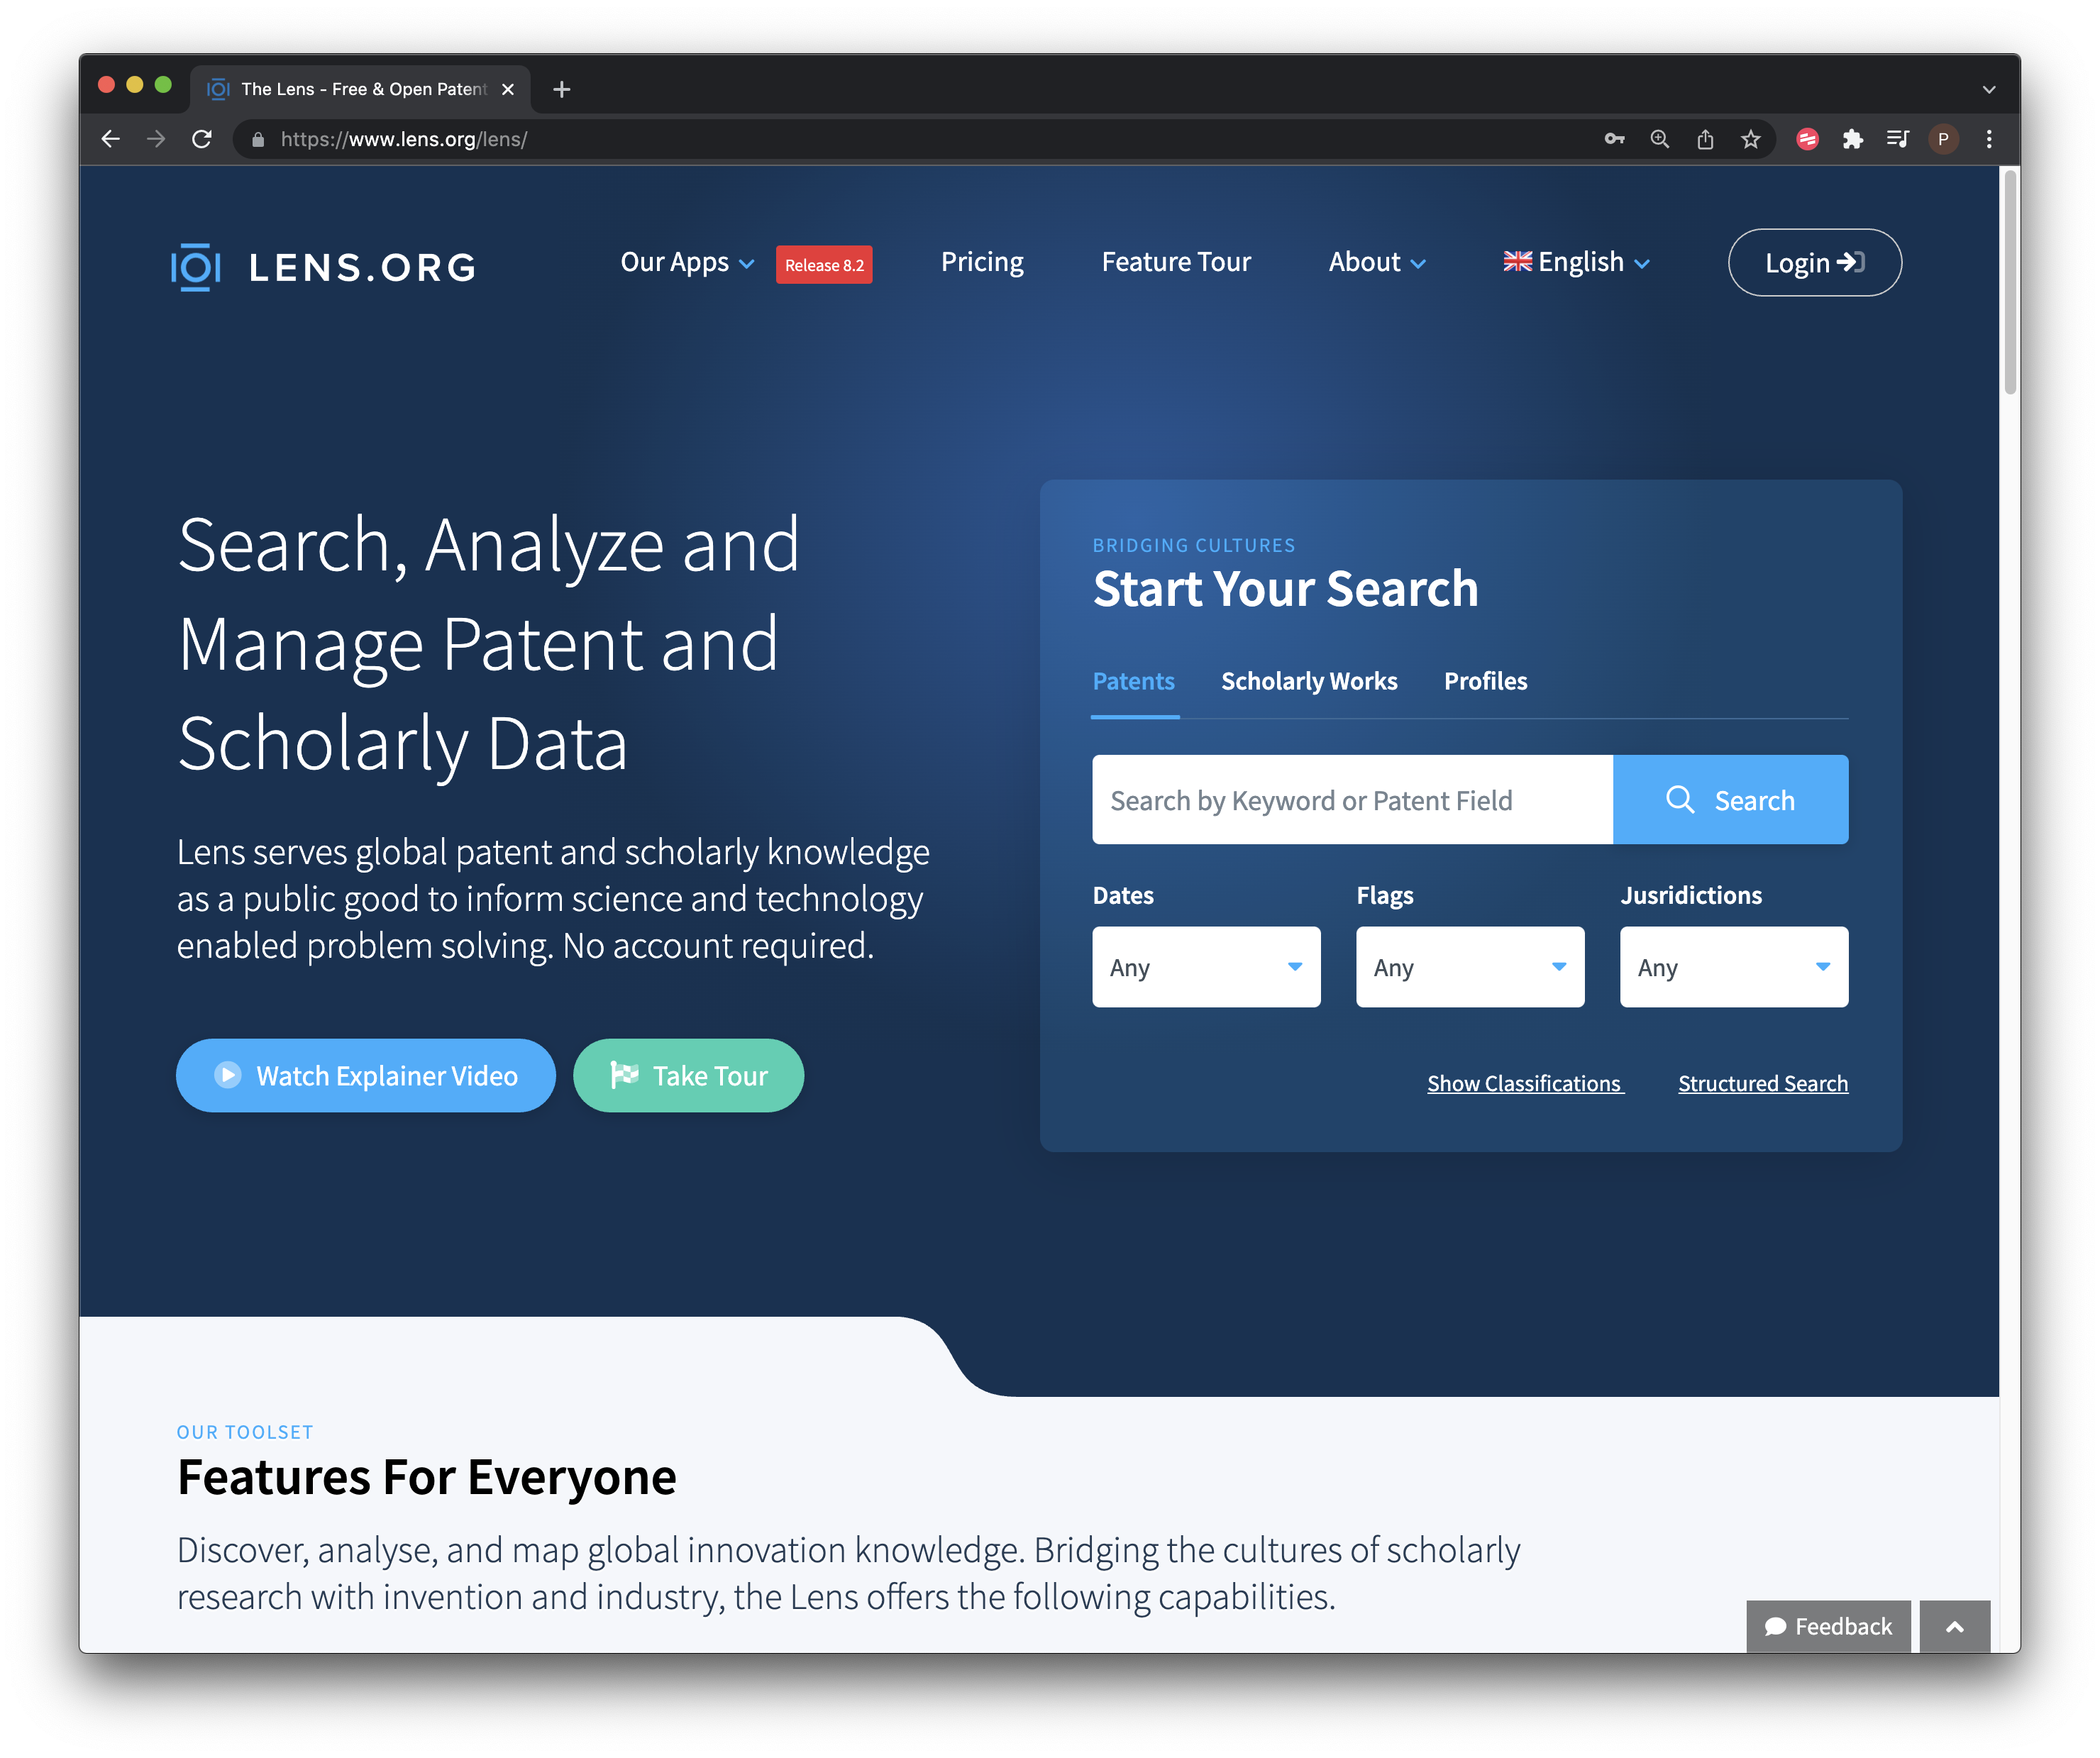 The Lens - Free & Open Patent
https://www.lens.org/lens/
P
LENS.ORG
Our Apps
Release 8.2
Pricing
Feature Tour
About
English
Login
Search, Analyze and
Manage Patent and
Scholarly Data
Lens serves global patent and scholarly knowledge
as a public good to inform science and technology
enabled problem solving. No account required.
Watch Explainer Video
Take Tour
BRIDGING CULTURES
Start Your Search
Patents
Scholarly Works
Profiles
Search by Keyword or Patent Field
Search
Dates
Flags
Jusridictions
Any
Any
Any
Show Classifications
Structured Search
OUR TOOLSET
Features For Everyone
Discover, analyse, and map global innovation knowledge. Bridging the cultures of scholarly
research with invention and industry, the Lens offers the following capabilities.
Feedback